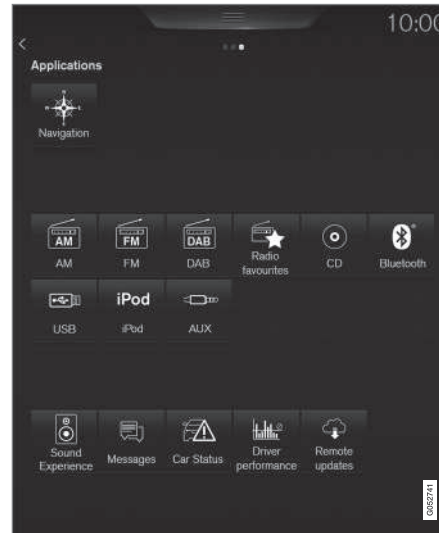 10:00
Applications
Navigation
AM FM DAB
AM FM DAB Radio favourites CD Bluetooth
iPod
USB iPod AUX
Sound Experience Messages Car Status Driver performance Remote updates
G052741